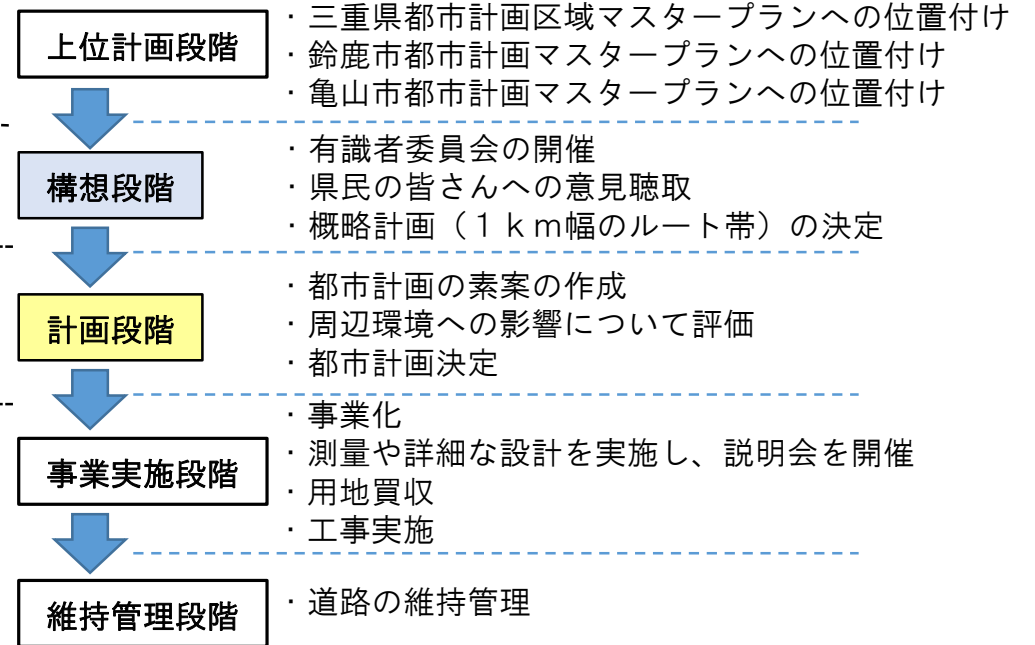 上位計画段階
・三重県都市計画区域マスタープランへの位置付け
・鈴鹿市都市計画マスタープランへの位置付け
・亀山市都市計画マスタープランへの位置付け
構想段階
・有識者委員会の開催
・県民の皆さんへの意見聴取
・概略計画（１ｋｍ幅のルート帯）の決定
計画段階
・都市計画の素案の作成
・周辺環境への影響について評価
・都市計画決定
事業実施段階
・事業化
・測量や詳細な設計を実施し、説明会を開催
・用地買収
・工事実施
維持管理段階
・道路の維持管理